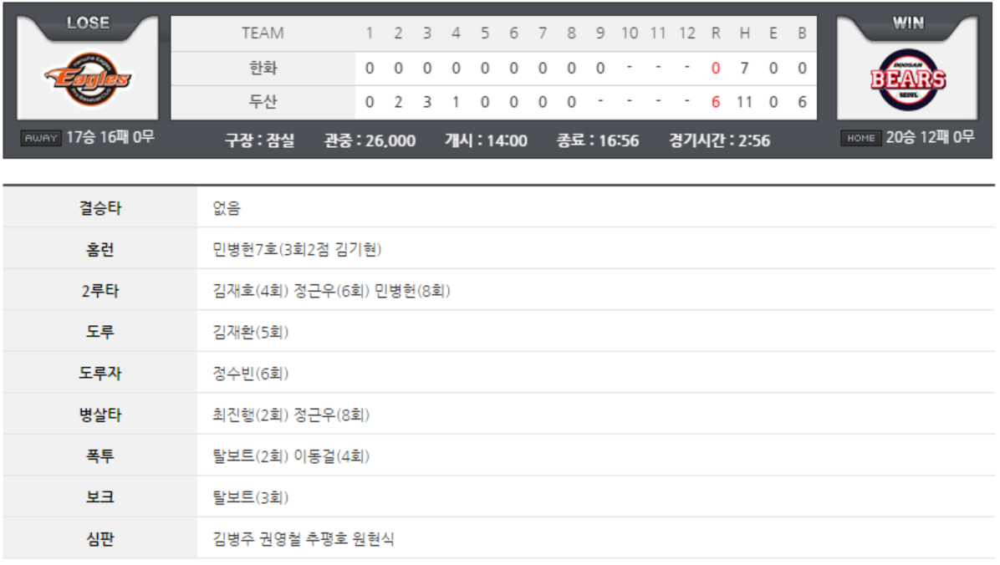 LOSE
WIN
TEAM 1 2 3 4 5 6 7 8 9 10 11 12 R H E B
한화 0 0 0 0 0 0 0 0 0 - - - 0 7 0 0
두산 0 2 3 1 0 0 0 0 - - - - 6 11 0 6
Eagles
DOOSAN
BEARS
SEOUL
AWAY 17승 16패 0무
구장 : 잠실 관중 : 26,000 개시 : 14:00 종료 : 16:56 경기시간 : 2:56
HOME 20승 12패 0무
결승타 없음
홈런 민병헌7호(3회2점 김기현)
2루타 김재호(4회) 정근우(6회) 민병헌(8회)
도루 김재환(5회)
도루자 정수빈(6회)
병살타 최진행(2회) 정근우(8회)
폭투 탈보트(2회) 이동걸(4회)
보크 탈보트(3회)
심판 김병주 권영철 추평호 원현식